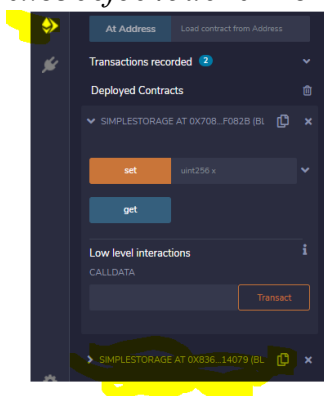 At Address Load contract from Address
Transactions recorded 2
Deployed Contracts
SIMPLESTORAGE AT 0X708...F082B (BL
set uint256 x
get
Low level interactions i
CALLDATA
Transact
SIMPLESTORAGE AT 0X836...14079 (BL